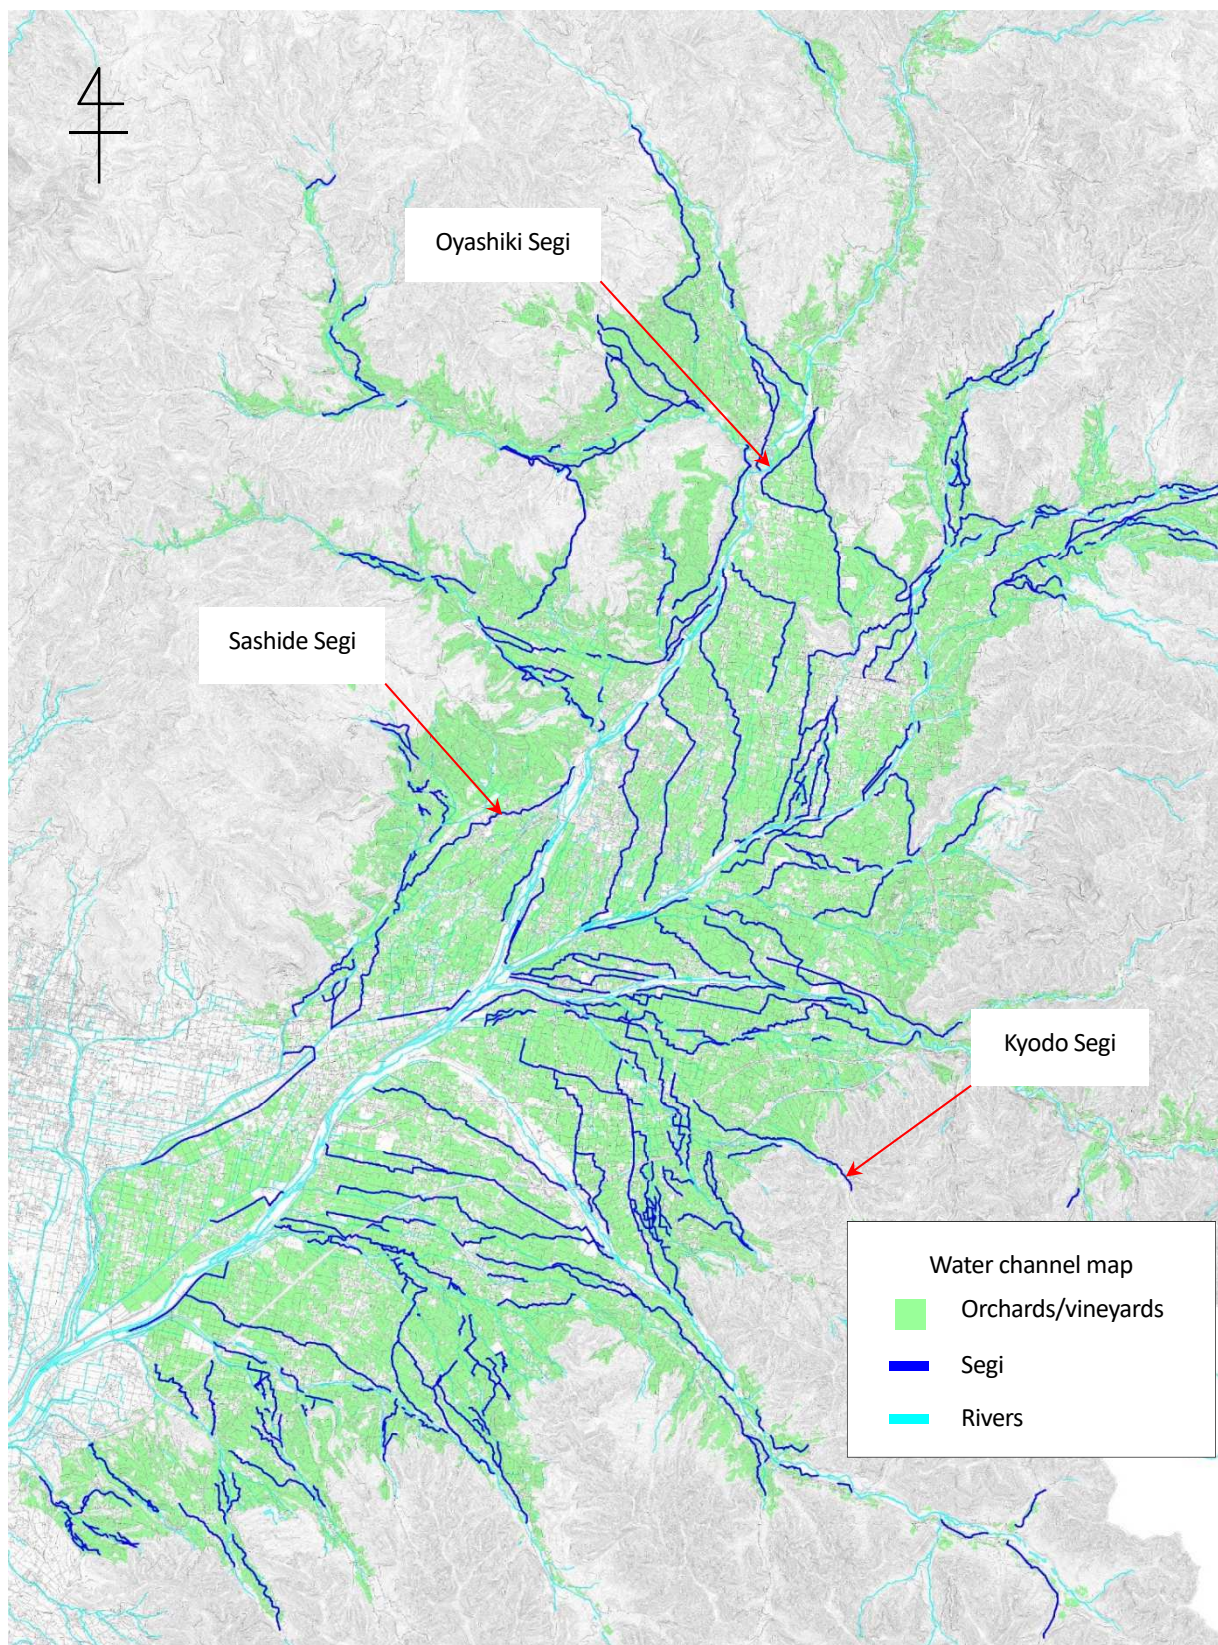 Oyashiki Segi
Sashide Segi
Kyodo Segi
Water channel map
Orchards/vineyards
Segi
Rivers